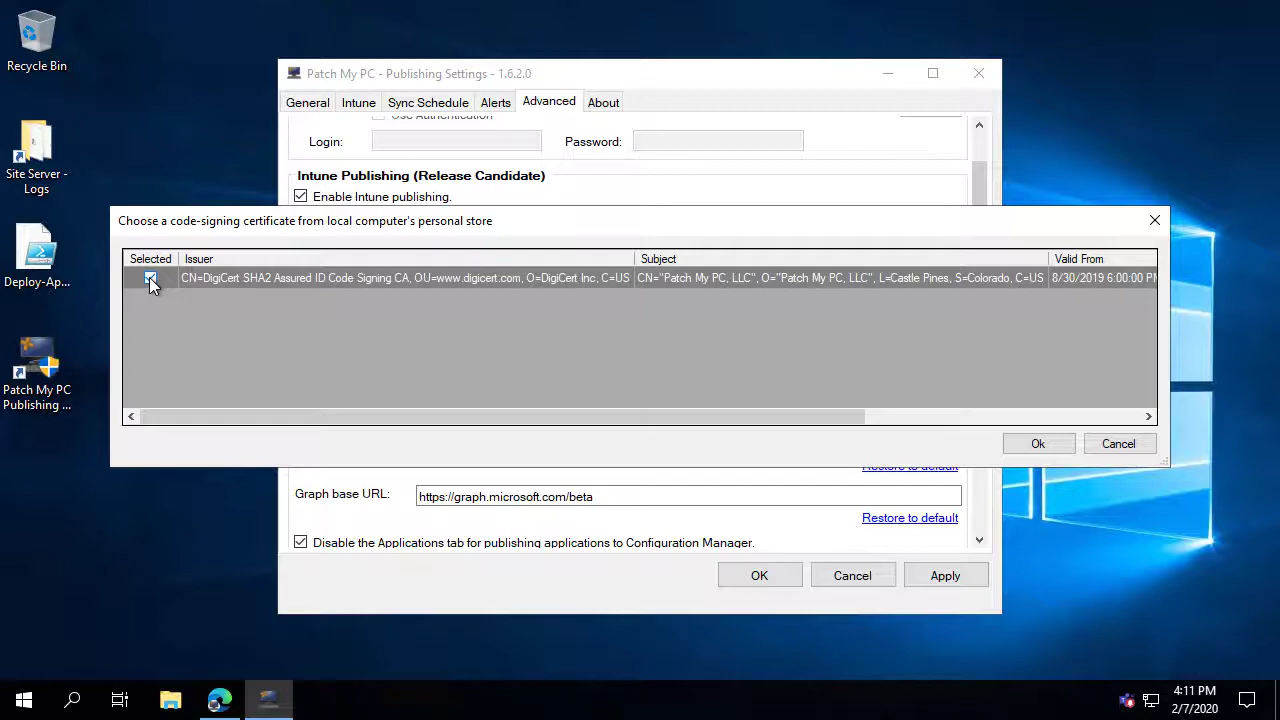 Recycle Bin
Site Server -
Logs
Deploy-Ap...
Patch My PC
Publishing ...
Patch My PC - Publishing Settings - 1.6.2.0
General Intune Sync Schedule Alerts Advanced About
Use Authentication
Login: Password:
Intune Publishing (Release Candidate)
Enable Intune publishing.
Choose a code-signing certificate from local computer's personal store
Selected Issuer Subject Valid From
CN=DigiCert SHA2 Assured ID Code Signing CA, OU=www.digicert.com, O=DigiCert Inc, C=US CN="Patch My PC, LLC", O="Patch My PC, LLC", L=Castle Pines, S=Colorado, C=US 8/30/2019 6:00:00 PM
Ok Cancel
Restore to default
Graph base URL: https://graph.microsoft.com/beta
Restore to default
Disable the Applications tab for publishing applications to Configuration Manager.
OK Cancel Apply
4:11 PM
2/7/2020